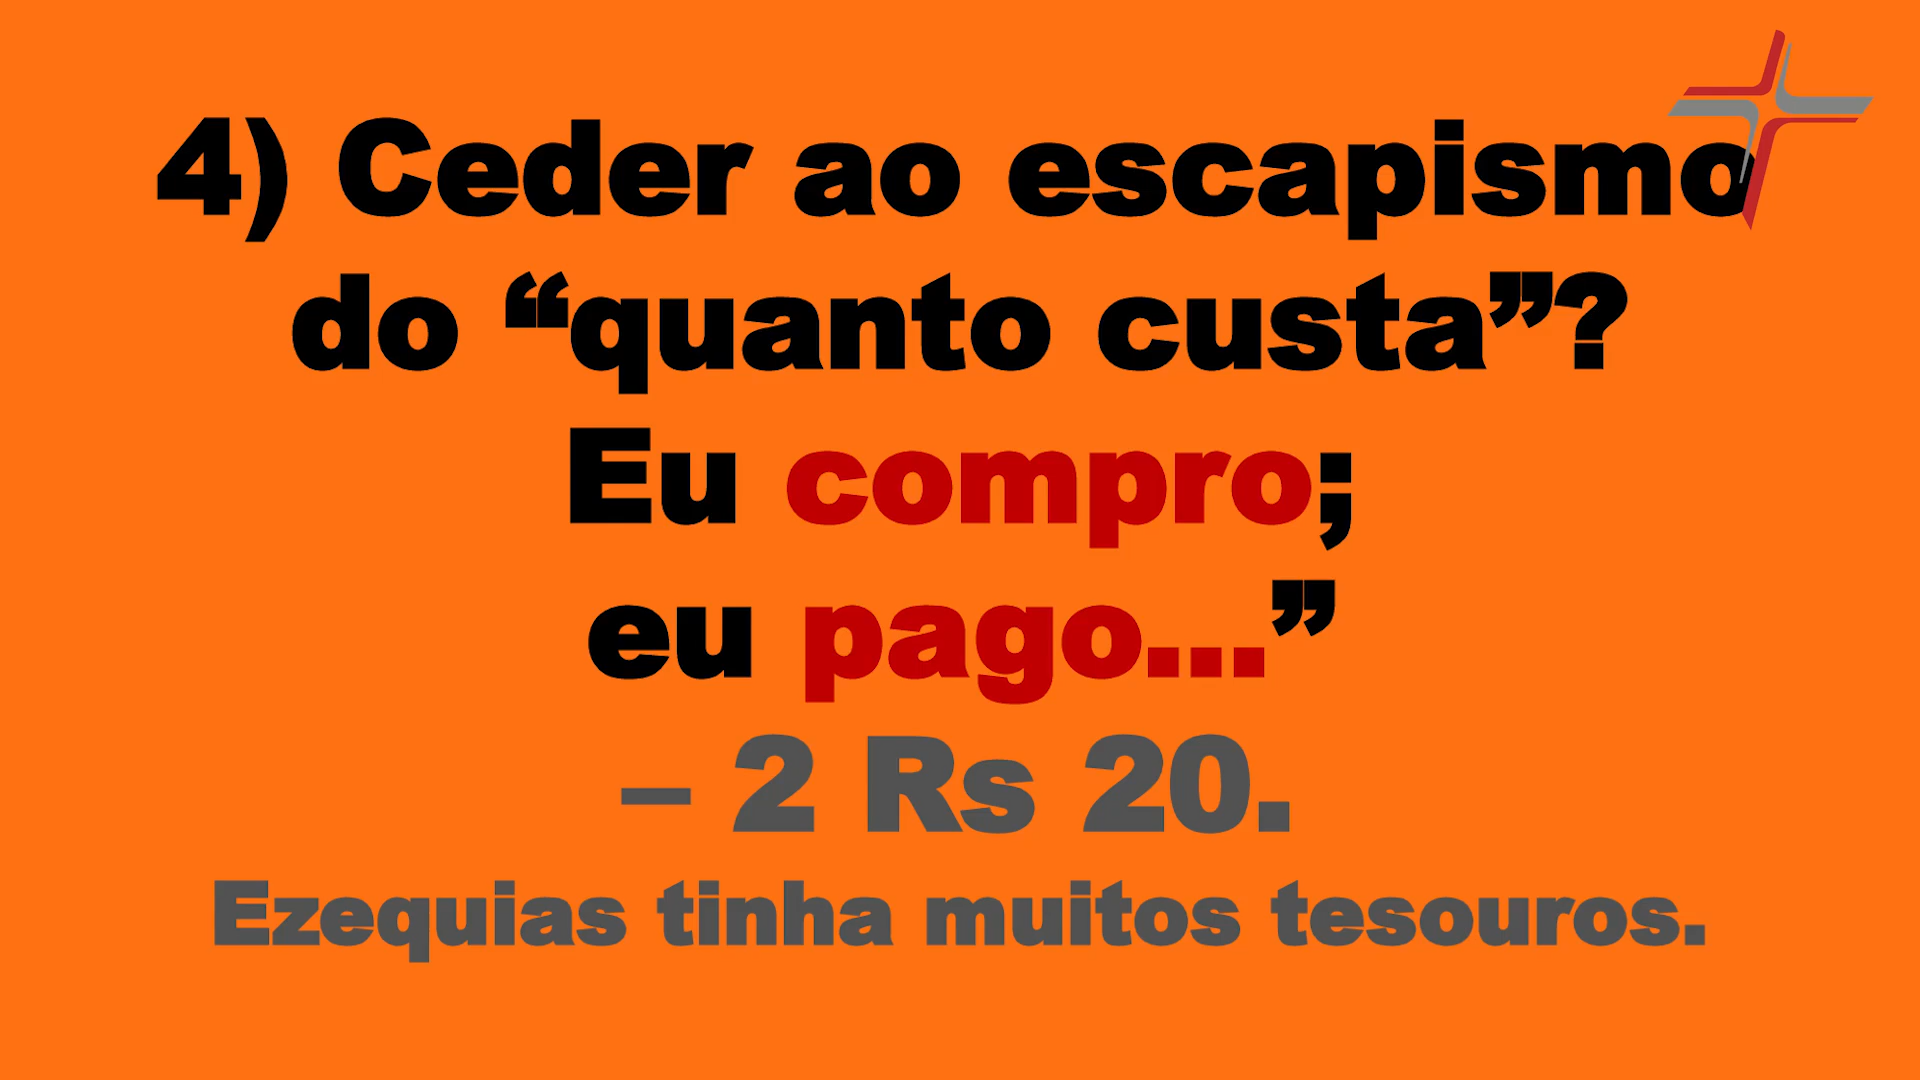 4) Ceder ao escapismo
do “quanto custa”?
Eu compro;
eu pago...”
– 2 Rs 20.
Ezequias tinha muitos tesouros.